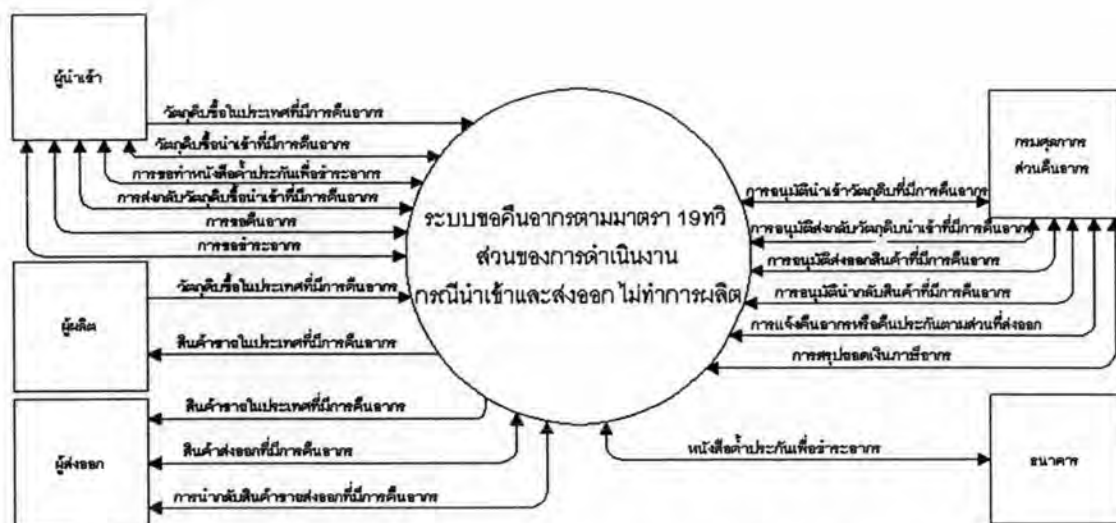 ผู้นำเข้า
วัตถุดิบซื้อในประเทศที่มีการคืนอากร
วัตถุดิบซื้อนำเข้าที่มีการคืนอากร
การขอทำหนังสือค้ำประกันเพื่อชำระอากร
การส่งกลับวัตถุดิบซื้อนำเข้าที่มีการคืนอากร
การขอคืนอากร
การขอชำระอากร
ผู้ผลิต
วัตถุดิบซื้อในประเทศที่มีการคืนอากร
สินค้าขายในประเทศที่มีการคืนอากร
ผู้ส่งออก
สินค้าขายในประเทศที่มีการคืนอากร
สินค้าส่งออกที่มีการคืนอากร
การนำกลับสินค้าขายส่งออกที่มีการคืนอากร
ระบบขอคืนอากรตามมาตรา 19ทวิ
ส่วนของการดำเนินงาน
กรณีนำเข้าและส่งออก ไม่ทำการผลิต
กรมศุลกากร
ส่วนคืนอากร
การอนุมัตินำเข้าวัตถุดิบที่มีการคืนอากร
การอนุมัติส่งกลับวัตถุดิบนำเข้าที่มีการคืนอากร
การอนุมัติส่งออกสินค้าที่มีการคืนอากร
การอนุมัตินำกลับสินค้าที่มีการคืนอากร
การแจ้งคืนอากรหรือคืนประกันตามส่วนที่ส่งออก
การสรุปยอดเงินภาษีอากร
หนังสือค้ำประกันเพื่อชำระอากร
ธนาคาร